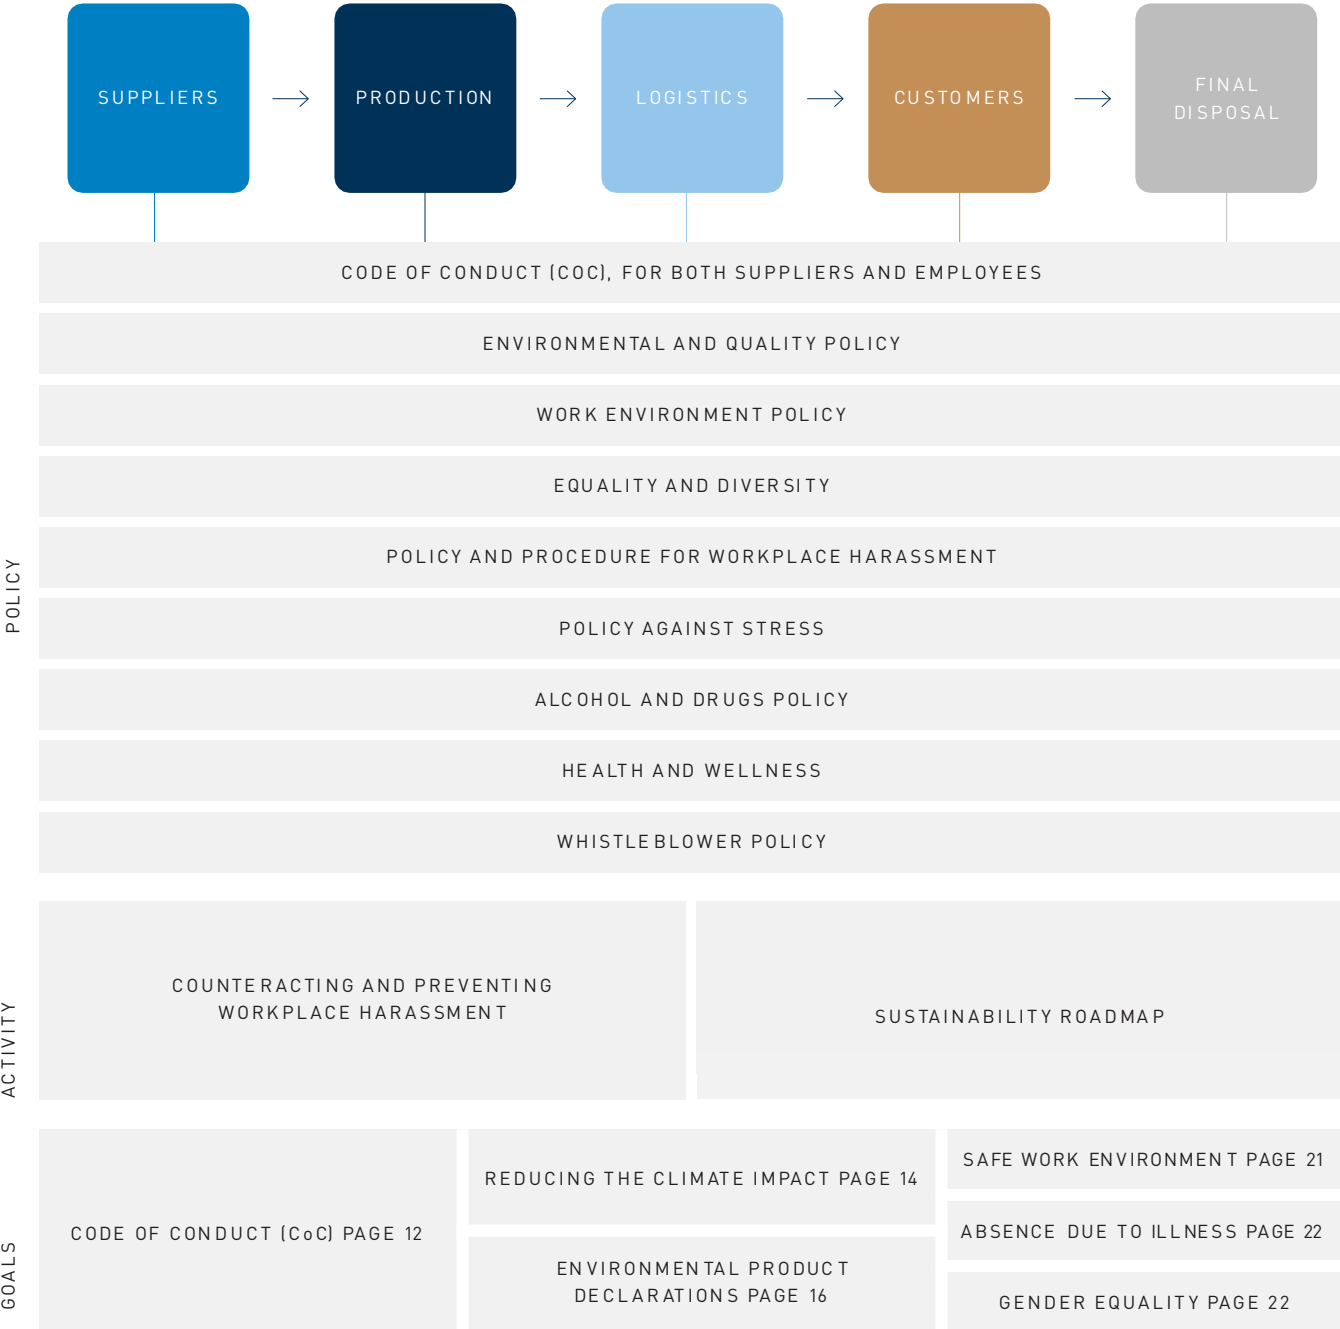 SUPPLIERS
PRODUCTION
LOGISTICS
CUSTOMERS
FINAL
DISPOSAL
POLICY
CODE OF CONDUCT (COC), FOR BOTH SUPPLIERS AND EMPLOYEES
ENVIRONMENTAL AND QUALITY POLICY
WORK ENVIRONMENT POLICY
EQUALITY AND DIVERSITY
POLICY AND PROCEDURE FOR WORKPLACE HARASSMENT
POLICY AGAINST STRESS
ALCOHOL AND DRUGS POLICY
HEALTH AND WELLNESS
WHISTLEBLOWER POLICY
ACTIVITY
COUNTERACTING AND PREVENTING
WORKPLACE HARASSMENT
SUSTAINABILITY ROADMAP
GOALS
CODE OF CONDUCT (CoC) PAGE 12
REDUCING THE CLIMATE IMPACT PAGE 14
ENVIRONMENTAL PRODUCT
DECLARATIONS PAGE 16
SAFE WORK ENVIRONMENT PAGE 21
ABSENCE DUE TO ILLNESS PAGE 22
GENDER EQUALITY PAGE 22